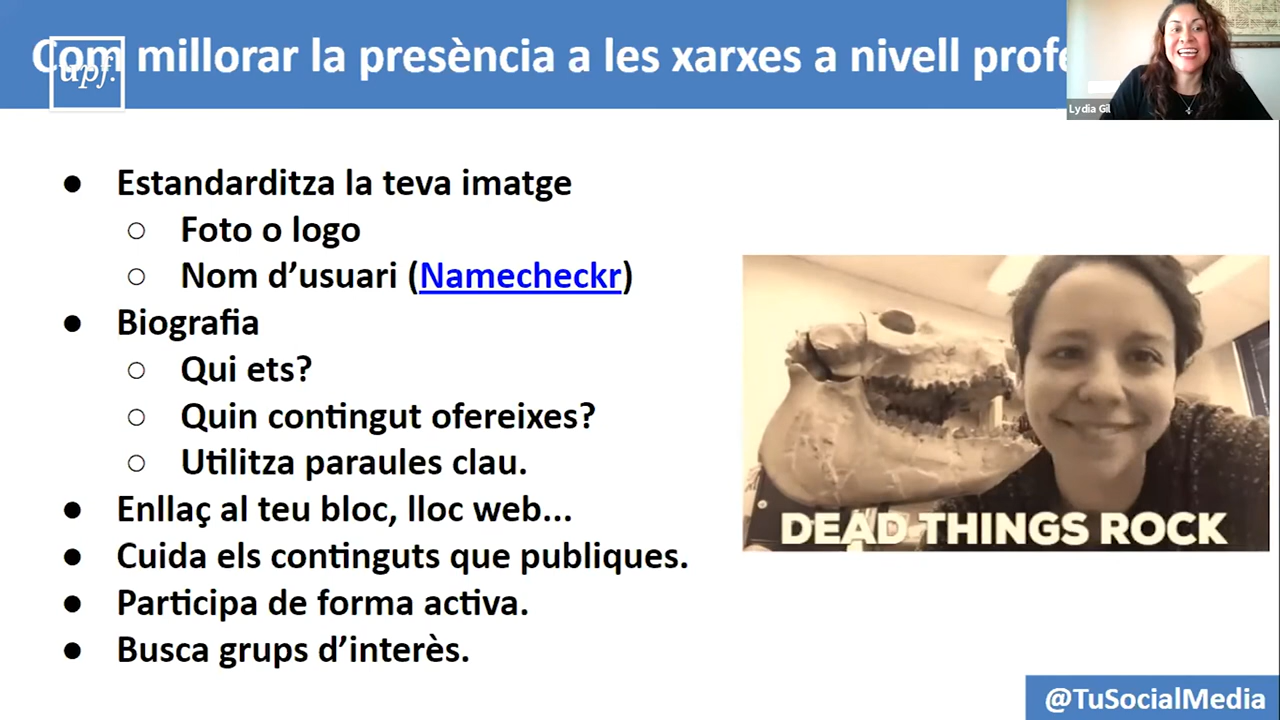 Com millorar la presència a les xarxes a nivell profe
upf.
Lydia Gil
● Estandarditza la teva imatge
○ Foto o logo
○ Nom d’usuari (Namecheckr)
● Biografia
○ Qui ets?
○ Quin contingut ofereixes?
○ Utilitza paraules clau.
● Enllaç al teu bloc, lloc web...
● Cuida els continguts que publiques.
● Participa de forma activa.
● Busca grups d’interès.
DEAD THINGS ROCK
@TuSocialMedia